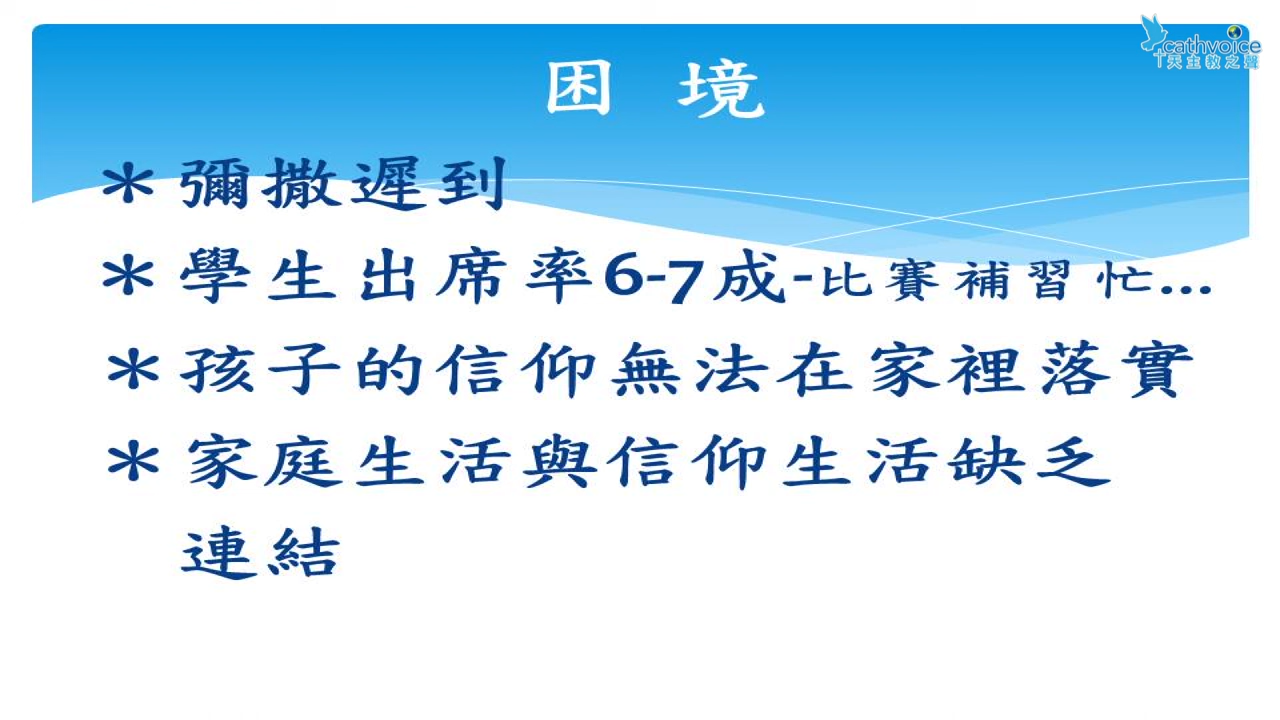 cathvoice
天主教之聲
困 境
＊彌撒遲到
＊學生出席率6-7成-比賽補習忙...
＊孩子的信仰無法在家裡落實
＊家庭生活與信仰生活缺乏
連結